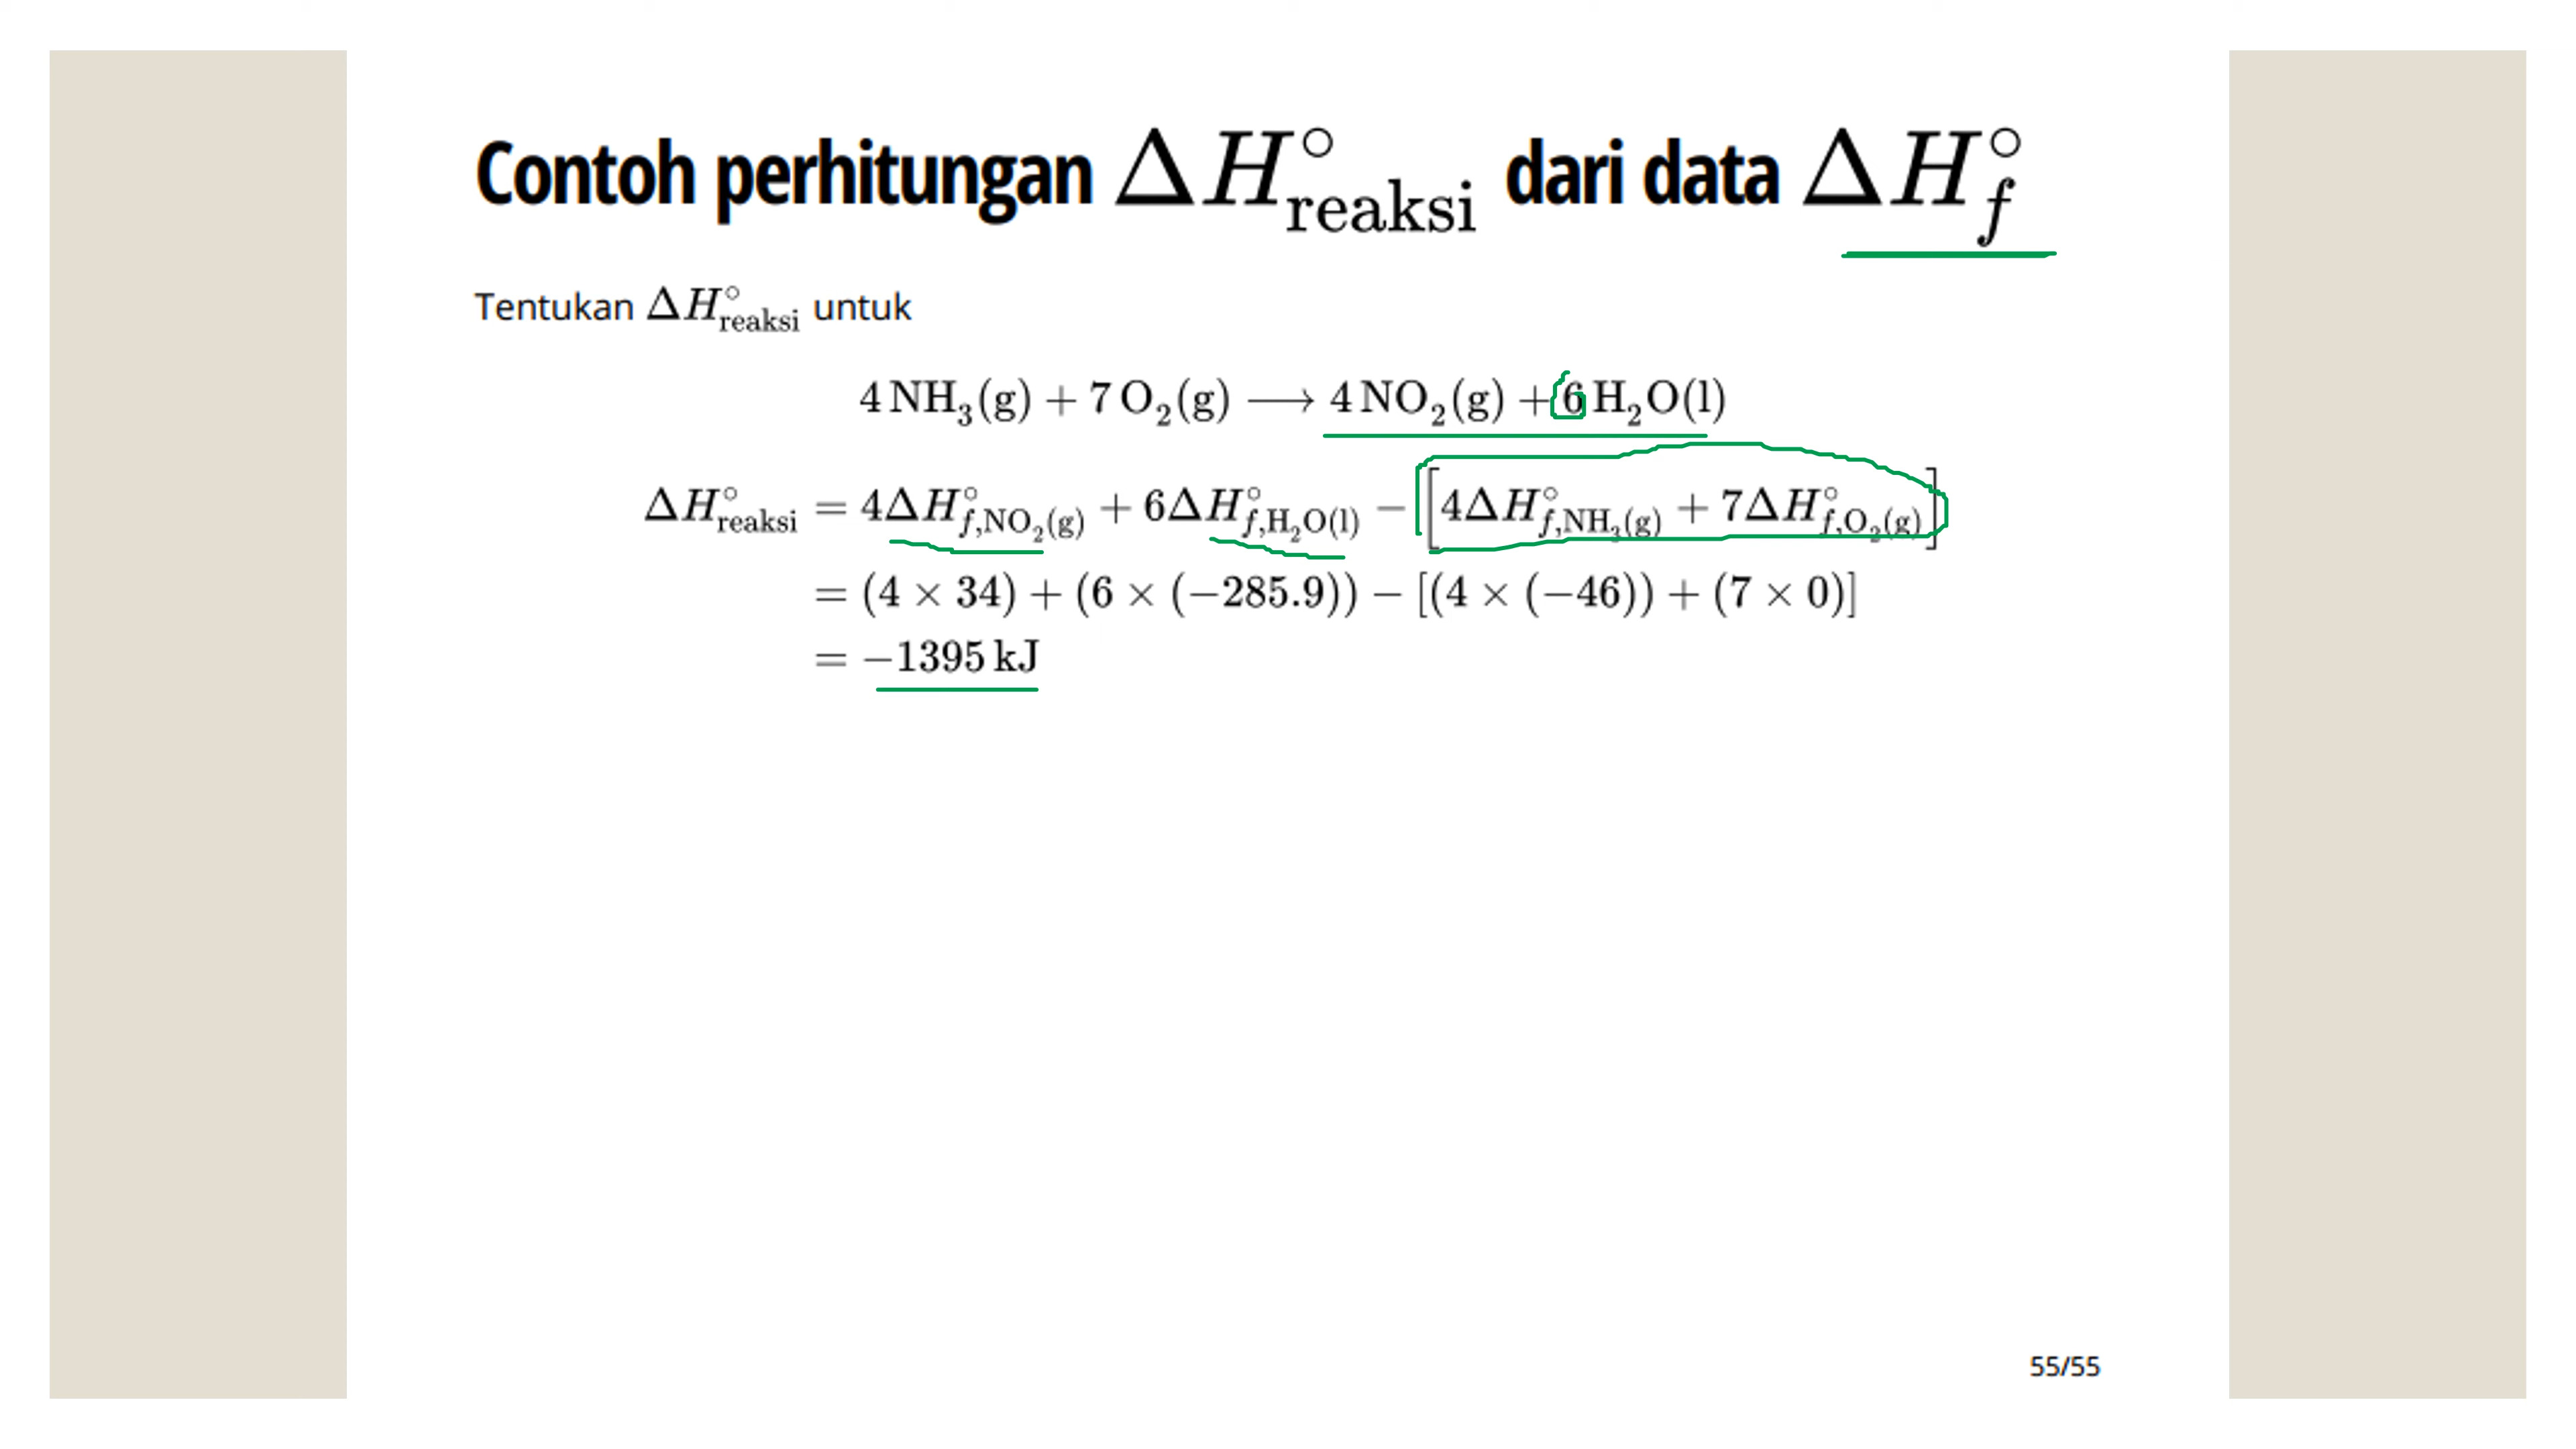 Contoh perhitungan ΔH°reaksi dari data ΔH°f
Tentukan ΔH°reaksi untuk
4 NH₃(g) + 7 O₂(g) ⟶ 4 NO₂(g) + 6 H₂O(l)
ΔH°reaksi = 4ΔH°f,NO₂(g) + 6ΔH°f,H₂O(l) − [4ΔH°f,NH₃(g) + 7ΔH°f,O₂(g)]
= (4 × 34) + (6 × (−285.9)) − [(4 × (−46)) + (7 × 0)]
= −1395 kJ
55/55